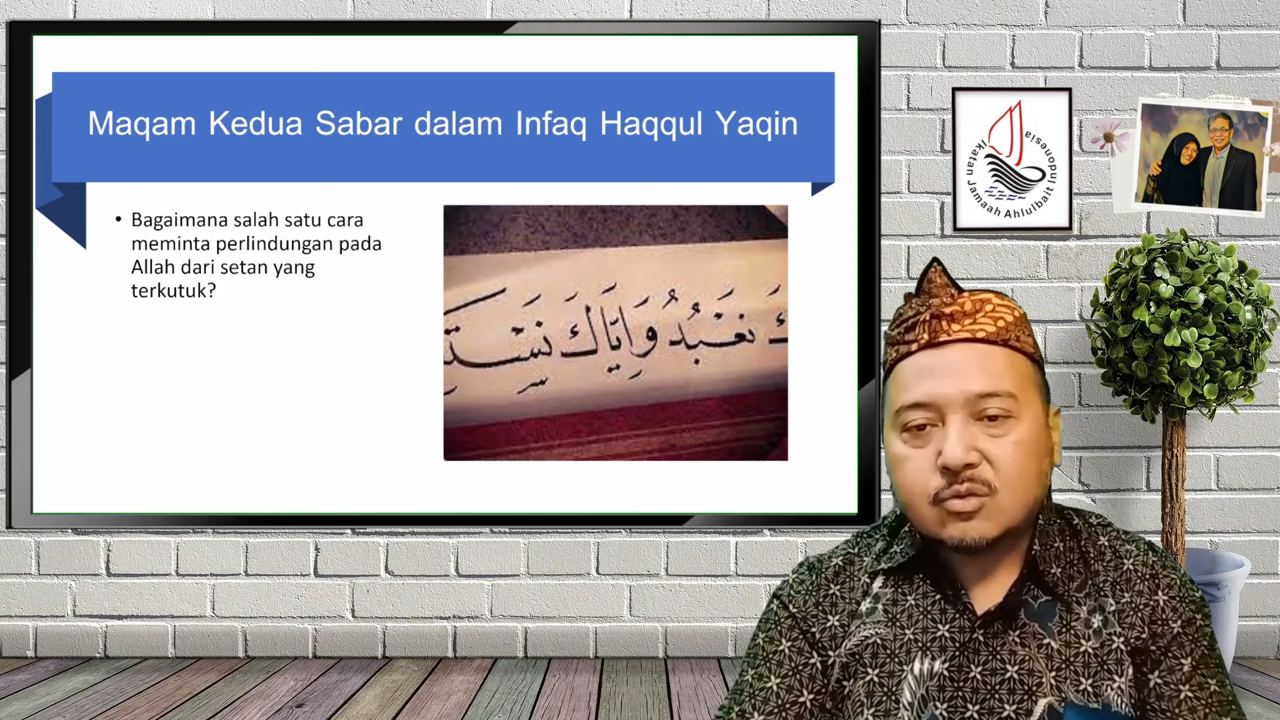 Maqam Kedua Sabar dalam Infaq Haqqul Yaqin
• Bagaimana salah satu cara
meminta perlindungan pada
Allah dari setan yang
terkutuk?
كَ نَعْبُدُ وَإِيَّاكَ نَسْتَعِ
Ikatan Jamaah Ahlulbait Indonesia